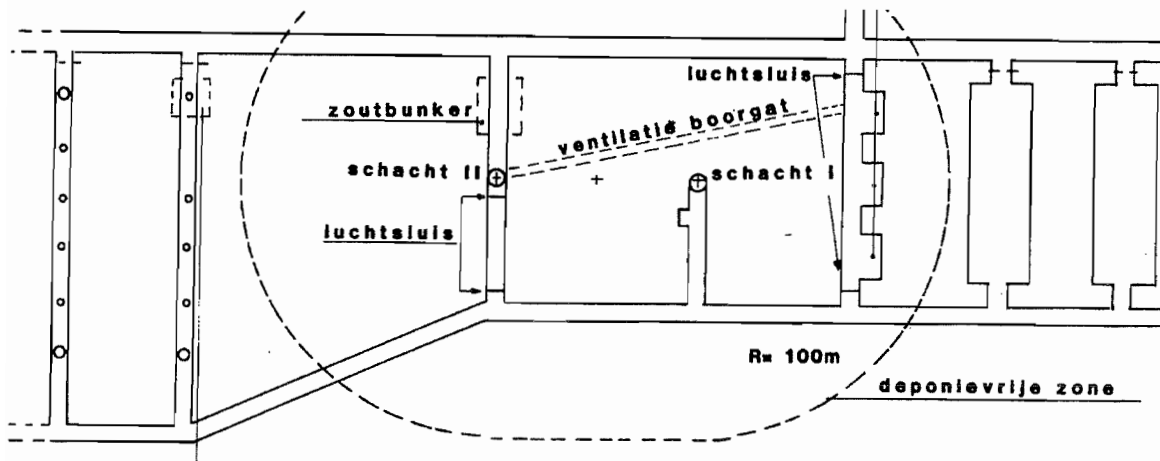 luchtsluis
zoutbunker
ventilatie boorgat
schacht II
schacht I
luchtsluis
R= 100m
deponievrije zone